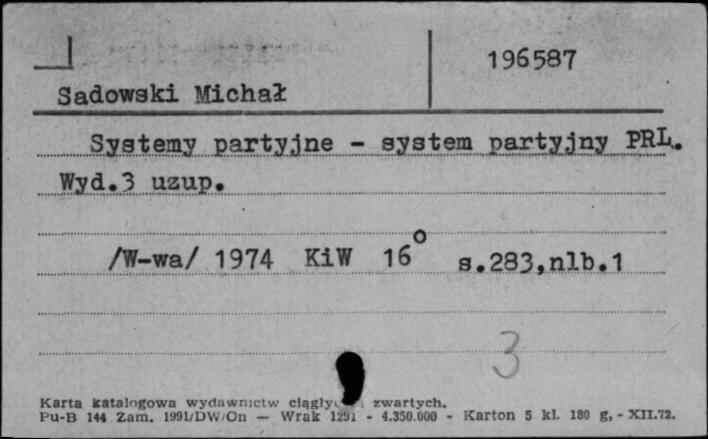 196587
Sadowski Michał
Systemy partyjne - system partyjny PRL.
Wyd.3 uzup.
/W-wa/ 1974 KiW 16° s.283,nlb.1
3
Karta katalogowa wydawnictw zwartych.
Pu-B 144 Zam. 1991/DW/On — Wrak 1291 - 4.350.000 - Karton 5 kl. 180 g, - XII.72.